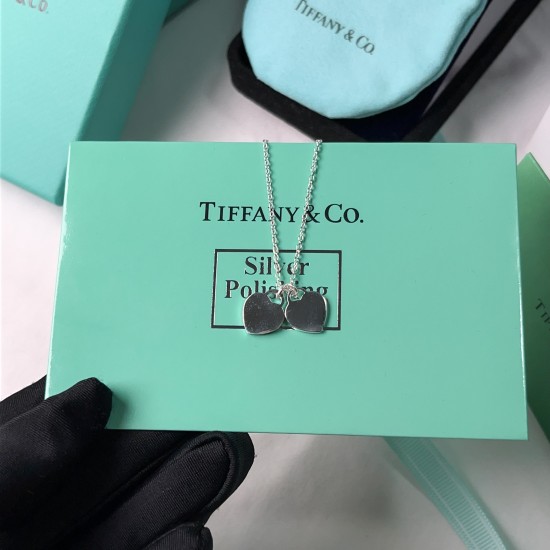 TIFFANY & CO.
TIFFANY & CO.
Silver
Polishing